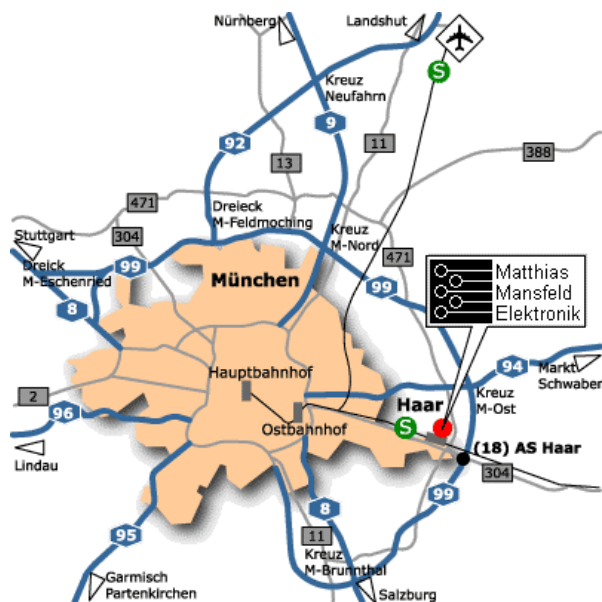 Nürnberg
Landshut
S
Kreuz
Neufahrn
9
92
11
13
388
471
304
Dreieck
M-Feldmoching
Kreuz
M-Nord
Stuttgart
Dreick
M-Eschenried
99
8
München
99
471
Matthias
Mansfeld
Elektronik
94
Markt
Schwaben
Kreuz
M-Ost
2
96
Hauptbahnhof
Ostbahnhof
Haar
S
(18) AS Haar
304
99
Lindau
95
8
11
Kreuz
M-Brunnthal
Garmisch
Partenkirchen
Salzburg